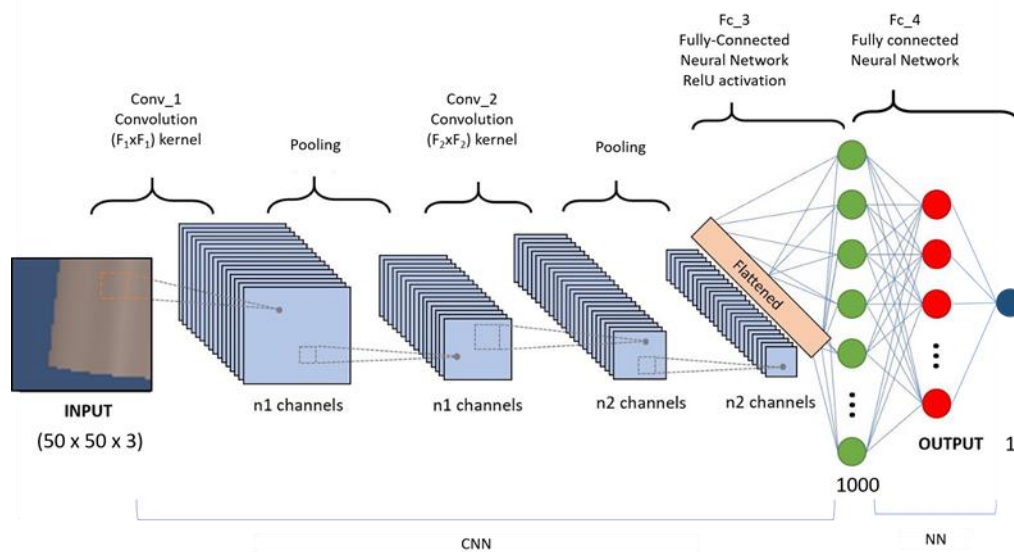 Fc_3
Fully-Connected
Neural Network
RelU activation
Fc_4
Fully connected
Neural Network
Conv_1
Convolution
(F₁xF₁) kernel
Pooling
Conv_2
Convolution
(F₂xF₂) kernel
Pooling
Flattened
INPUT
(50 x 50 x 3)
n1 channels
n1 channels
n2 channels
n2 channels
1000
OUTPUT
1
CNN
NN